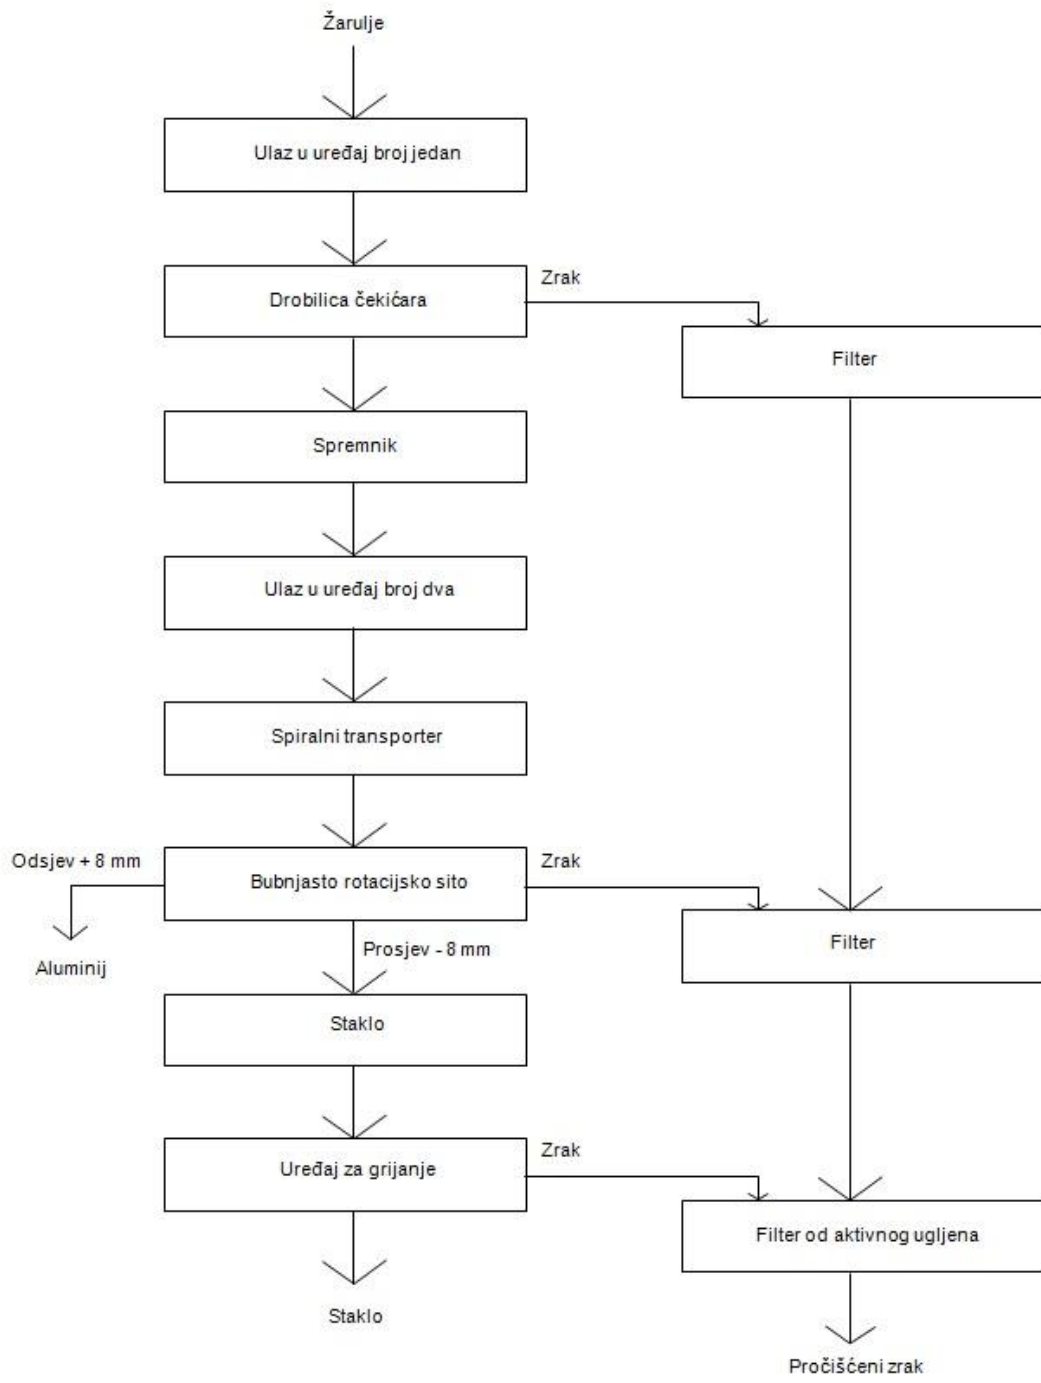 Žarulje
Ulaz u uređaj broj jedan
Drobilica čekićara
Zrak
Filter
Spremnik
Ulaz u uređaj broj dva
Spiralni transporter
Odsjev + 8 mm
Aluminij
Bubnjasto rotacijsko sito
Zrak
Filter
Prosjev - 8 mm
Staklo
Uređaj za grijanje
Zrak
Filter od aktivnog ugljena
Staklo
Pročišćeni zrak